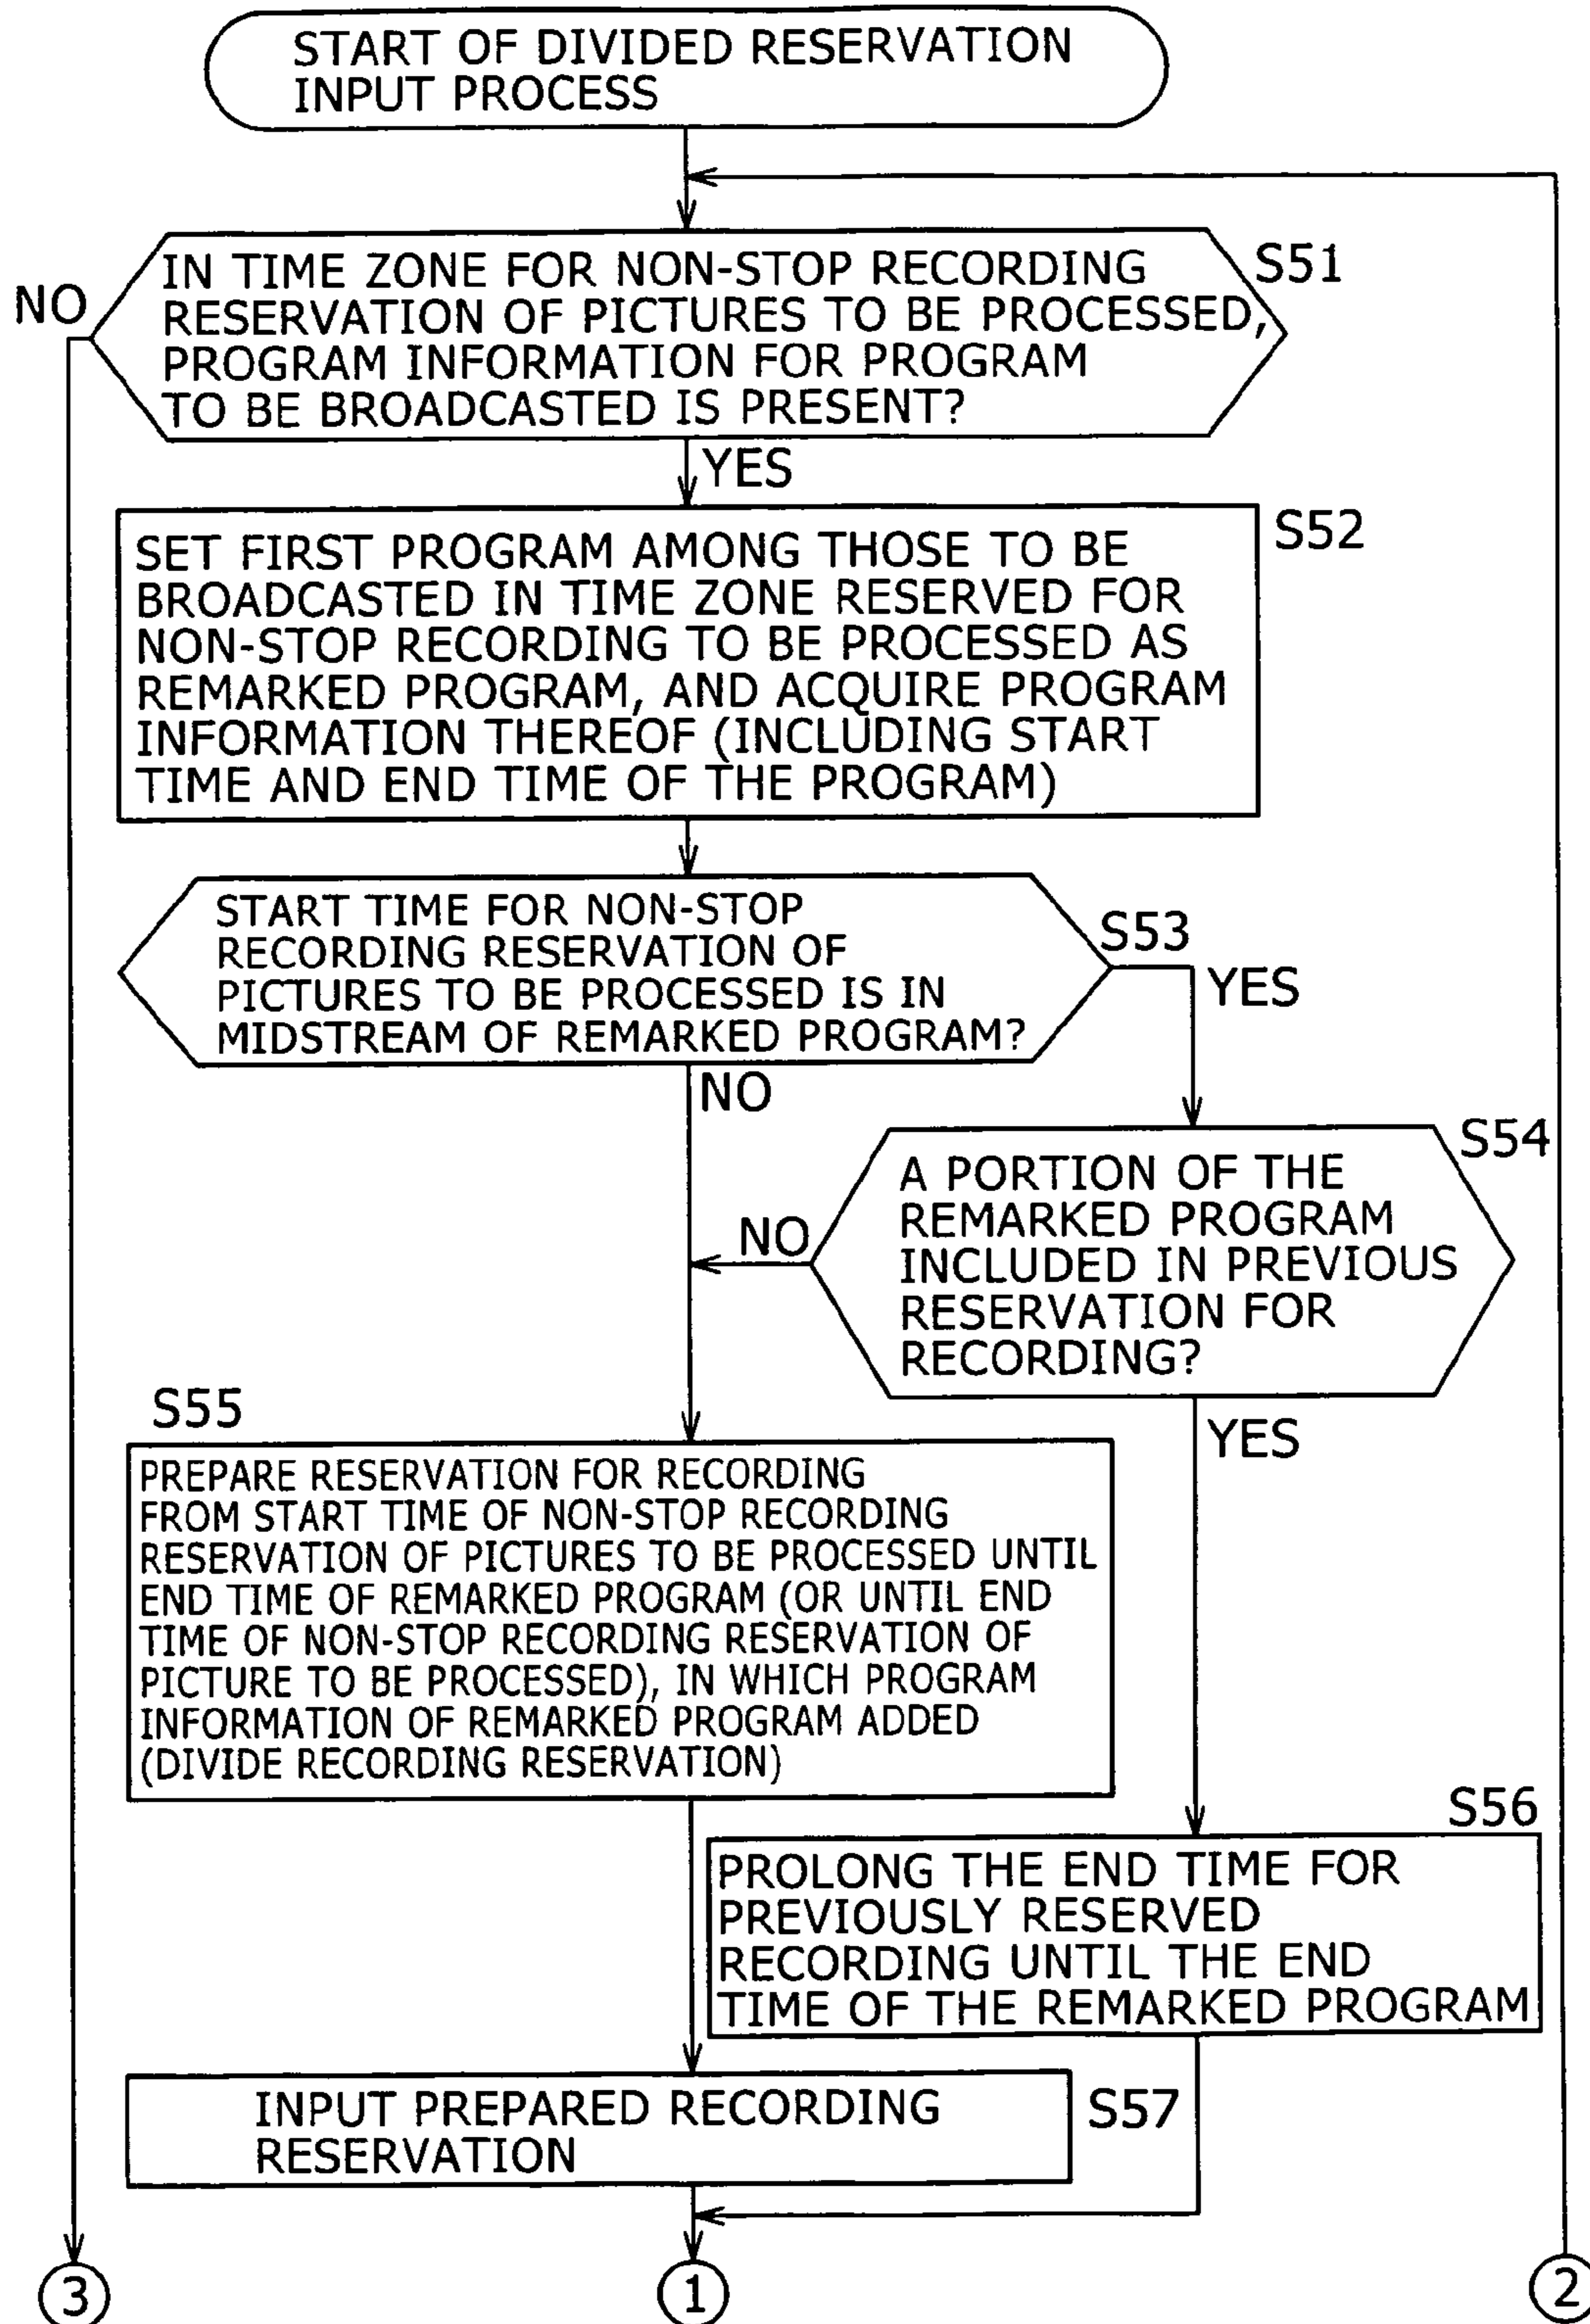 START OF DIVIDED RESERVATION
INPUT PROCESS
NO
IN TIME ZONE FOR NON-STOP RECORDING
RESERVATION OF PICTURES TO BE PROCESSED,
PROGRAM INFORMATION FOR PROGRAM
TO BE BROADCASTED IS PRESENT?
S51
YES
SET FIRST PROGRAM AMONG THOSE TO BE
BROADCASTED IN TIME ZONE RESERVED FOR
NON-STOP RECORDING TO BE PROCESSED AS
REMARKED PROGRAM, AND ACQUIRE PROGRAM
INFORMATION THEREOF (INCLUDING START
TIME AND END TIME OF THE PROGRAM)
S52
START TIME FOR NON-STOP
RECORDING RESERVATION OF
PICTURES TO BE PROCESSED IS IN
MIDSTREAM OF REMARKED PROGRAM?
S53
YES
NO
A PORTION OF THE
REMARKED PROGRAM
INCLUDED IN PREVIOUS
RESERVATION FOR
RECORDING?
S54
NO
YES
S55
PREPARE RESERVATION FOR RECORDING
FROM START TIME OF NON-STOP RECORDING
RESERVATION OF PICTURES TO BE PROCESSED UNTIL
END TIME OF REMARKED PROGRAM (OR UNTIL END
TIME OF NON-STOP RECORDING RESERVATION OF
PICTURE TO BE PROCESSED), IN WHICH PROGRAM
INFORMATION OF REMARKED PROGRAM ADDED
(DIVIDE RECORDING RESERVATION)
S56
PROLONG THE END TIME FOR
PREVIOUSLY RESERVED
RECORDING UNTIL THE END
TIME OF THE REMARKED PROGRAM
INPUT PREPARED RECORDING
RESERVATION
S57
3
1
2